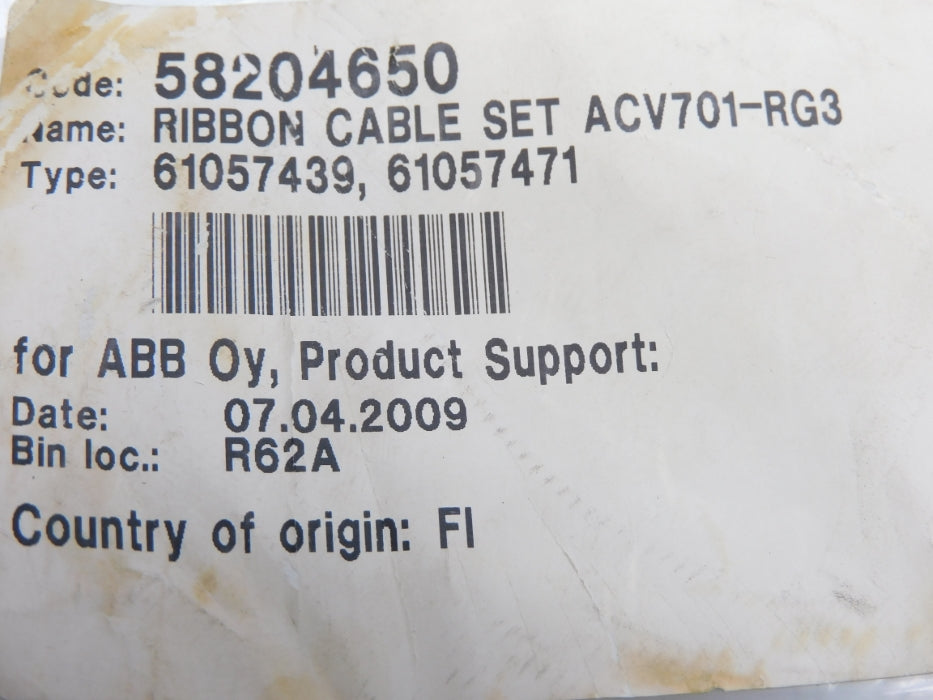 Code: 58204650
Name: RIBBON CABLE SET ACV701-RG3
Type: 61057439, 61057471
for ABB Oy, Product Support:
Date: 07.04.2009
Bin loc.: R62A
Country of origin: FI